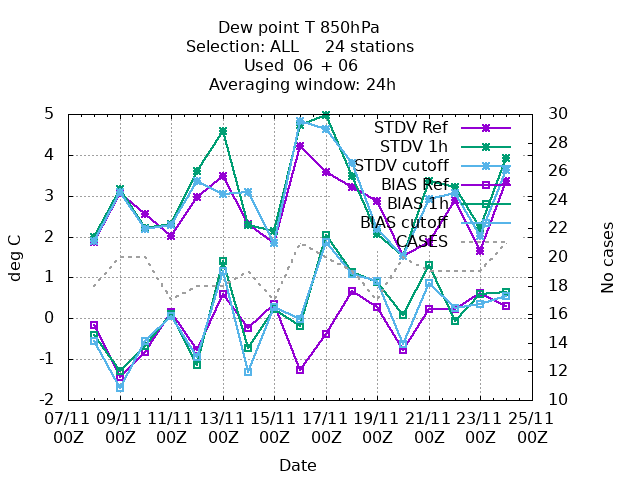 Dew point T 850hPa
Selection: ALL     24 stations
Used  06 + 06
Averaging window: 24h
5
4
3
2
1
0
-1
-2
deg C
30
28
26
24
22
20
18
16
14
12
10
No cases
STDV Ref
STDV 1h
STDV cutoff
BIAS Ref
BIAS 1h
BIAS cutoff
CASES
07/11 09/11 11/11 13/11 15/11 17/11 19/11 21/11 23/11 25/11
00Z 00Z 00Z 00Z 00Z 00Z 00Z 00Z 00Z 00Z
Date